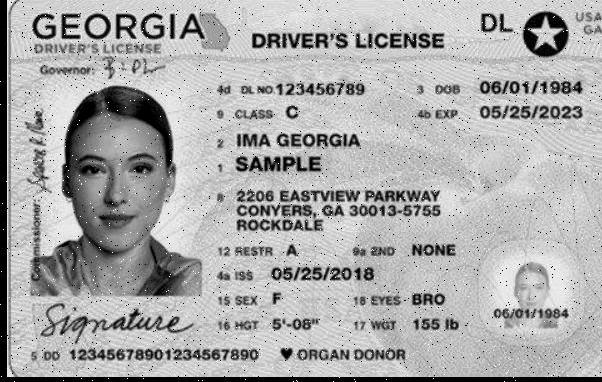 GEORGIA
DRIVER'S LICENSE
DRIVER'S LICENSE
DL
USA
GA
Governor:
4d DL NO. 123456789
3 DOB 06/01/1984
9 CLASS C
4b EXP 05/25/2023
2 IMA GEORGIA
1 SAMPLE
8 2206 EASTVIEW PARKWAY
CONYERS, GA 30013-5755
ROCKDALE
Commissioner:
12 RESTR A
9a END NONE
4a ISS 05/25/2018
15 SEX F
18 EYES BRO
16 HGT 5'-08"
17 WGT 155 lb
06/01/1984
Signature
5 DD 12345678901234567890
ORGAN DONOR